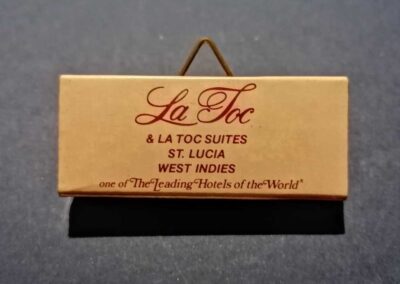 La Toc
& LA TOC SUITES
ST. LUCIA
WEST INDIES
one of The Leading Hotels of the World*